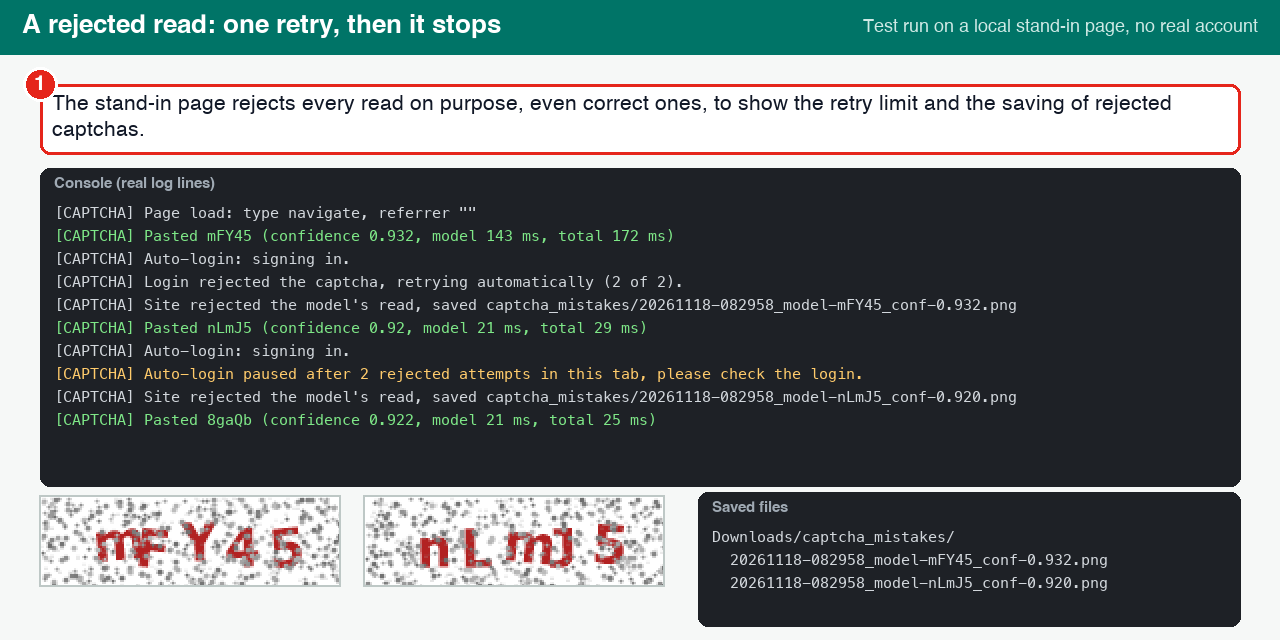 A rejected read: one retry, then it stops
Test run on a local stand-in page, no real account
1
The stand-in page rejects every read on purpose, even correct ones, to show the retry limit and the saving of rejected
captchas.
Console (real log lines)
[CAPTCHA] Page load: type navigate, referrer ""
[CAPTCHA] Pasted mFY45 (confidence 0.932, model 143 ms, total 172 ms)
[CAPTCHA] Auto-login: signing in.
[CAPTCHA] Login rejected the captcha, retrying automatically (2 of 2).
[CAPTCHA] Site rejected the model's read, saved captcha_mistakes/20261118-082958_model-mFY45_conf-0.932.png
[CAPTCHA] Pasted nLmJ5 (confidence 0.92, model 21 ms, total 29 ms)
[CAPTCHA] Auto-login: signing in.
[CAPTCHA] Auto-login paused after 2 rejected attempts in this tab, please check the login.
[CAPTCHA] Site rejected the model's read, saved captcha_mistakes/20261118-082958_model-nLmJ5_conf-0.920.png
[CAPTCHA] Pasted 8gaQb (confidence 0.922, model 21 ms, total 25 ms)
mFY45
nLmJ5
Saved files
Downloads/captcha_mistakes/
20261118-082958_model-mFY45_conf-0.932.png
20261118-082958_model-nLmJ5_conf-0.920.png